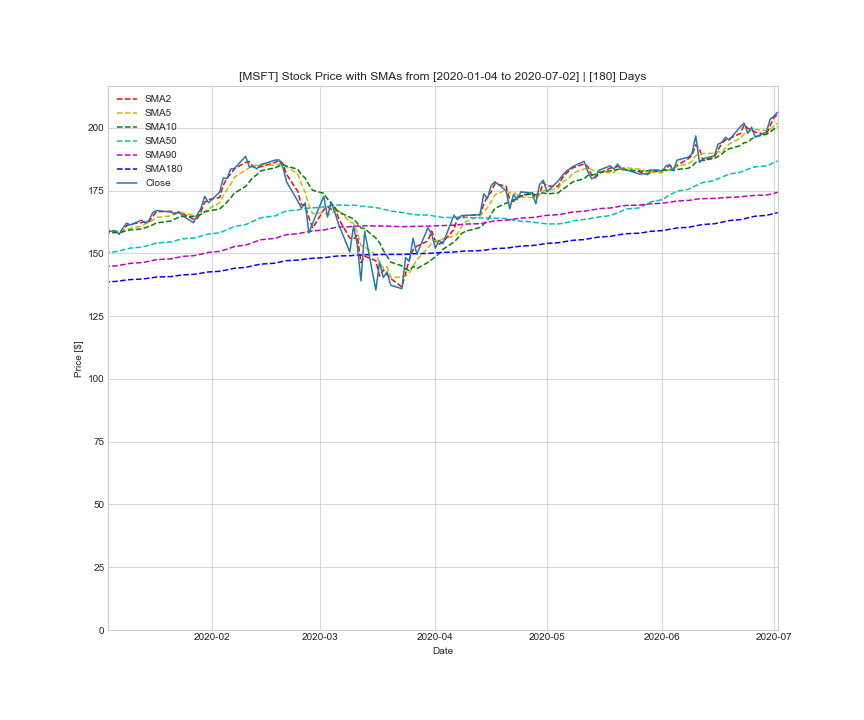 [MSFT] Stock Price with SMAs from [2020-01-04 to 2020-07-02] | [180] Days
SMA2
SMA5
SMA10
SMA50
SMA90
SMA180
Close
200
175
150
125
100
75
50
25
0
Price [$]
2020-02 2020-03 2020-04 2020-05 2020-06 2020-07
Date